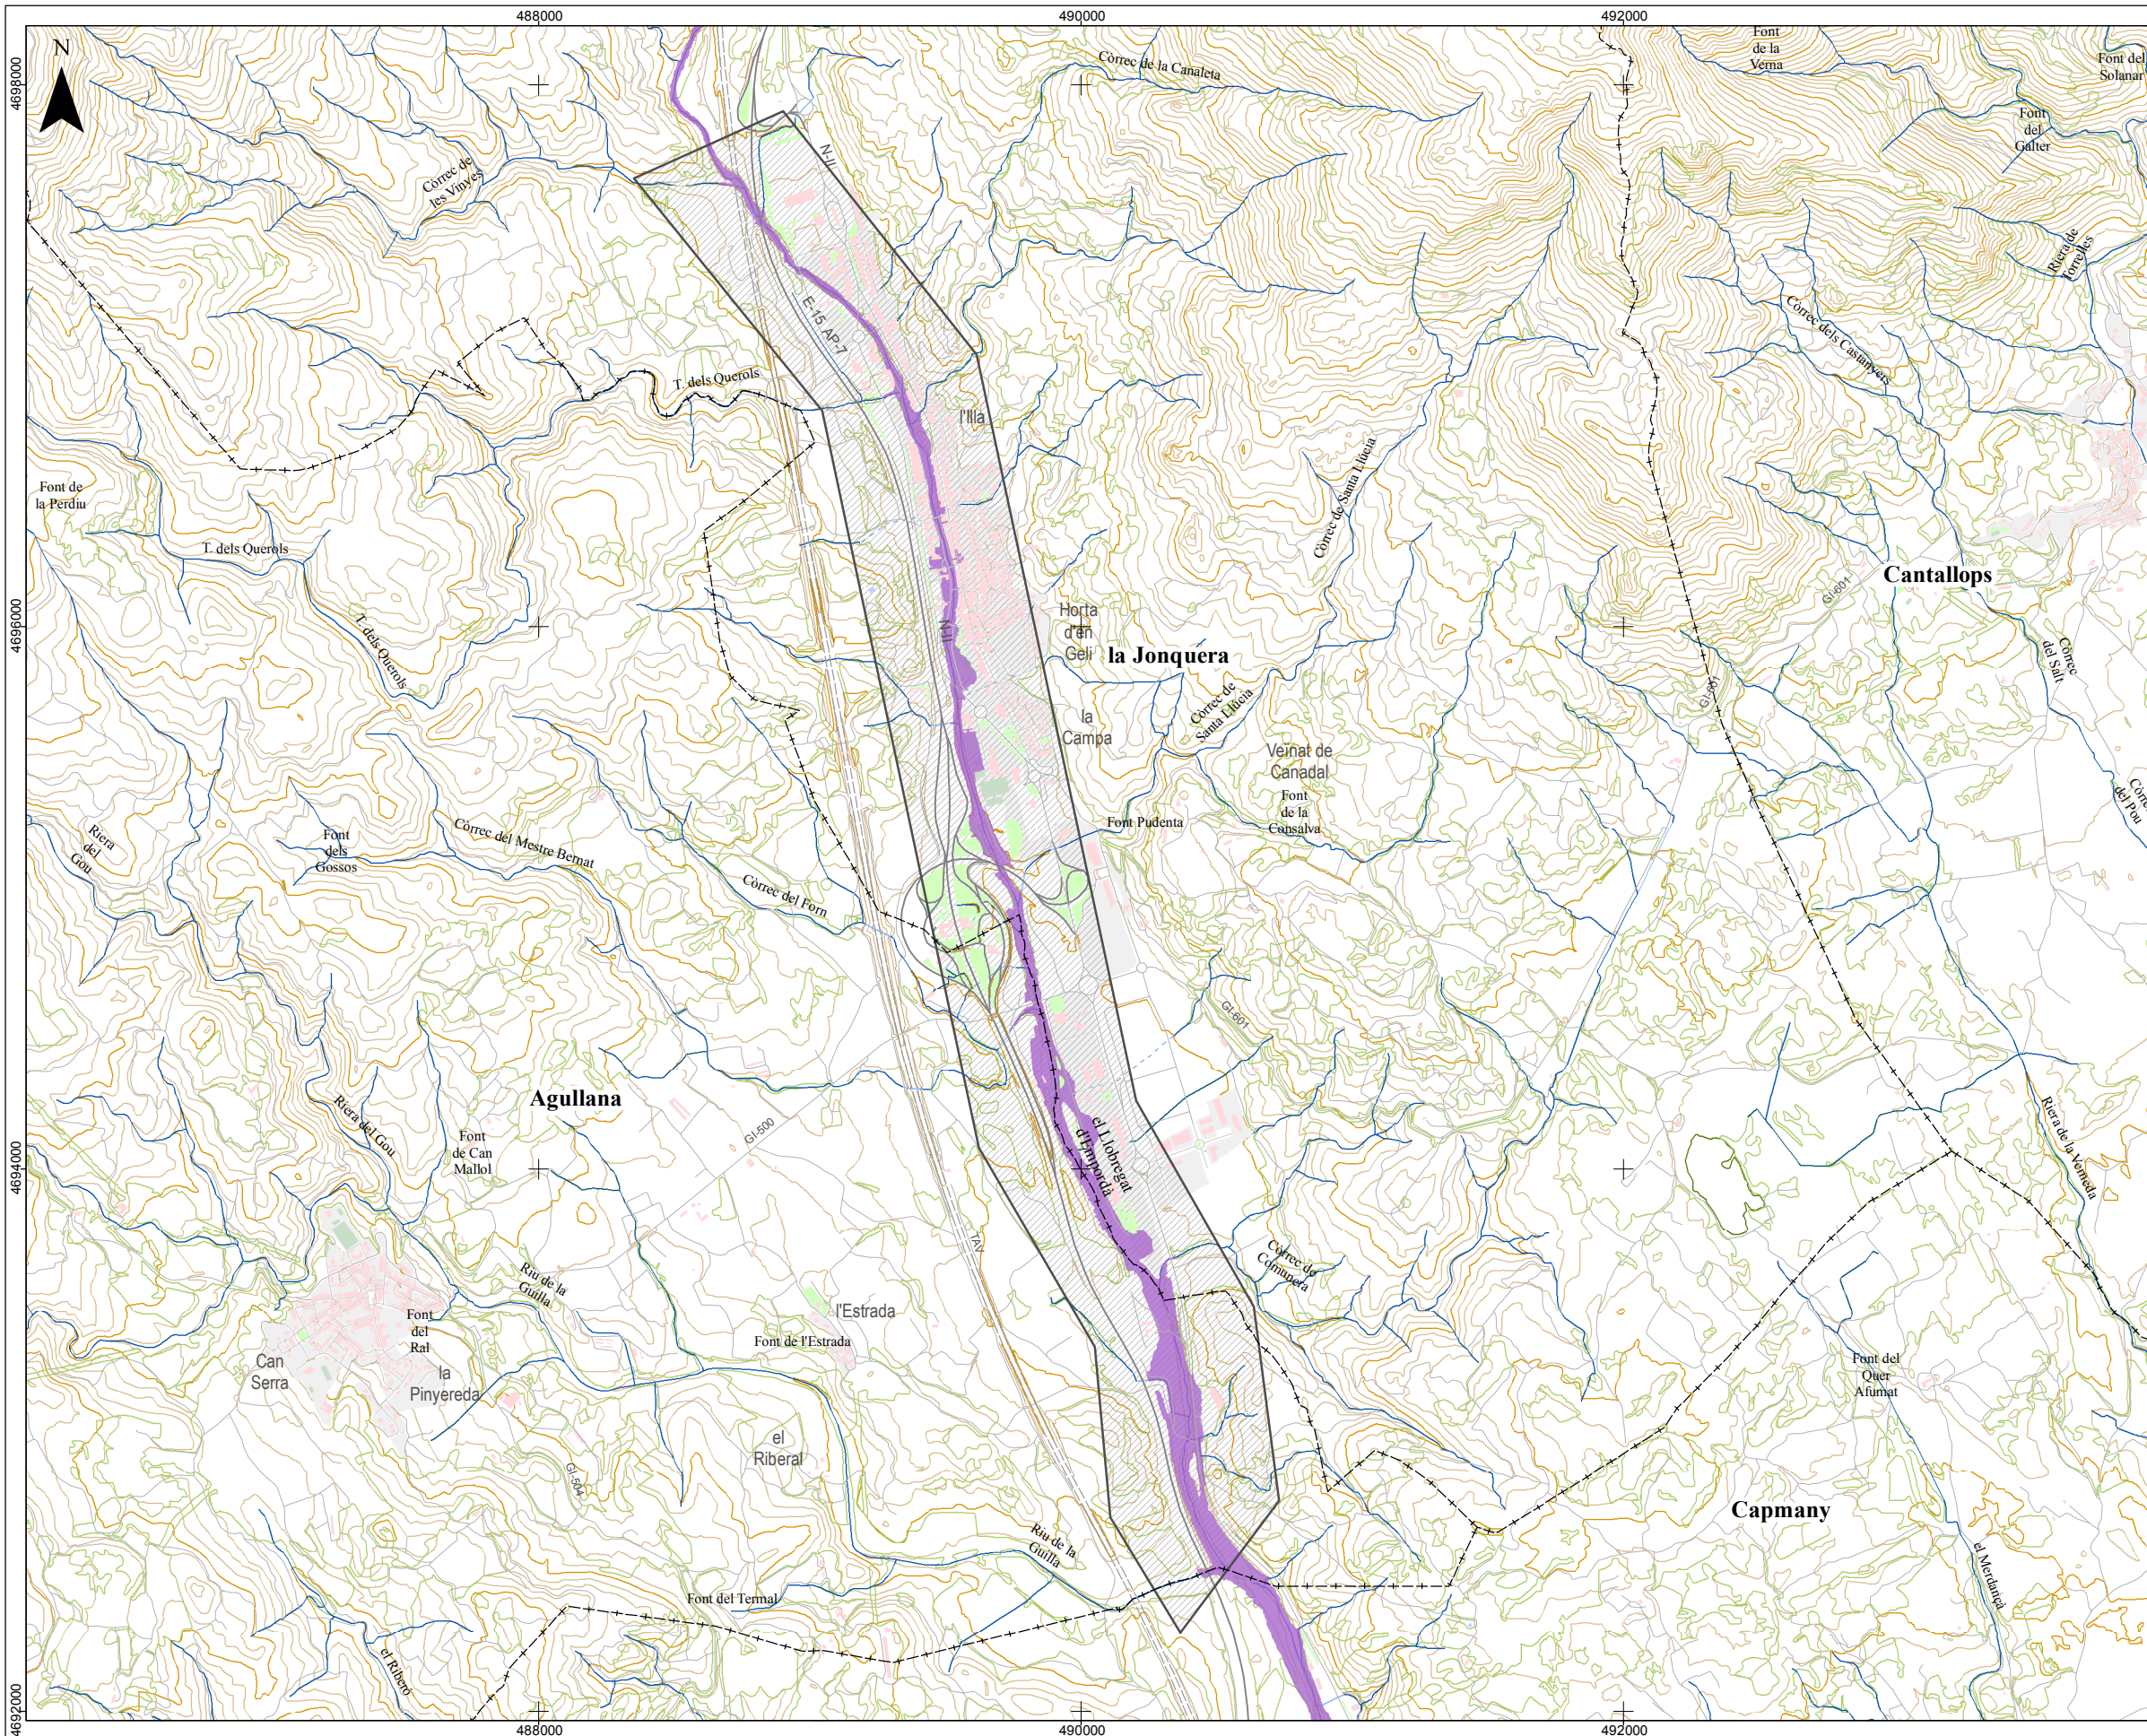 488000
490000
492000
4698000
N
Còrrec de la Canaleta
Font
de la
Verna
Font del
Solanar
Font
del
Galter
Còrrec de
les Vinyes
N-II
Riera de
Torrelles
E-15 AP-7
Còrrec dels Castanyers
T. dels Querols
l'Illa
Font de
la Perdiu
Còrrec de Santa Llúcia
T. dels Querols
Cantallops
GI-601
4696000
T. dels Querols
N-II
Horta
d'en
Geli
la Jonquera
Còrrec
del Salt
GI-601
Còrrec de
Santa Llúcia
la
Campa
Veïnat de
Canadal
Font
de la
Consalva
Font Pudenta
del Pou
Riera
del
Gou
Font
dels
Gossos
Còrrec del Mestre Bernat
Còrrec del Forn
GI-601
Agullana
Riera del Gou
Font
de Can
Mallol
GI-500
el Llobregat
d'Empordà
Riera de la Verneda
4694000
TAV
Còrrec de
Comunera
Riu de la
Guilla
l'Estrada
Font de l'Estrada
Font
del
Ral
Can
Serra
la
Pinyereda
Font del
Quer
Afumat
el
Riberal
GI-504
Capmany
Riu de la
Guilla
el Merdançà
Font del Termal
el Ribero
4692000
488000
490000
492000